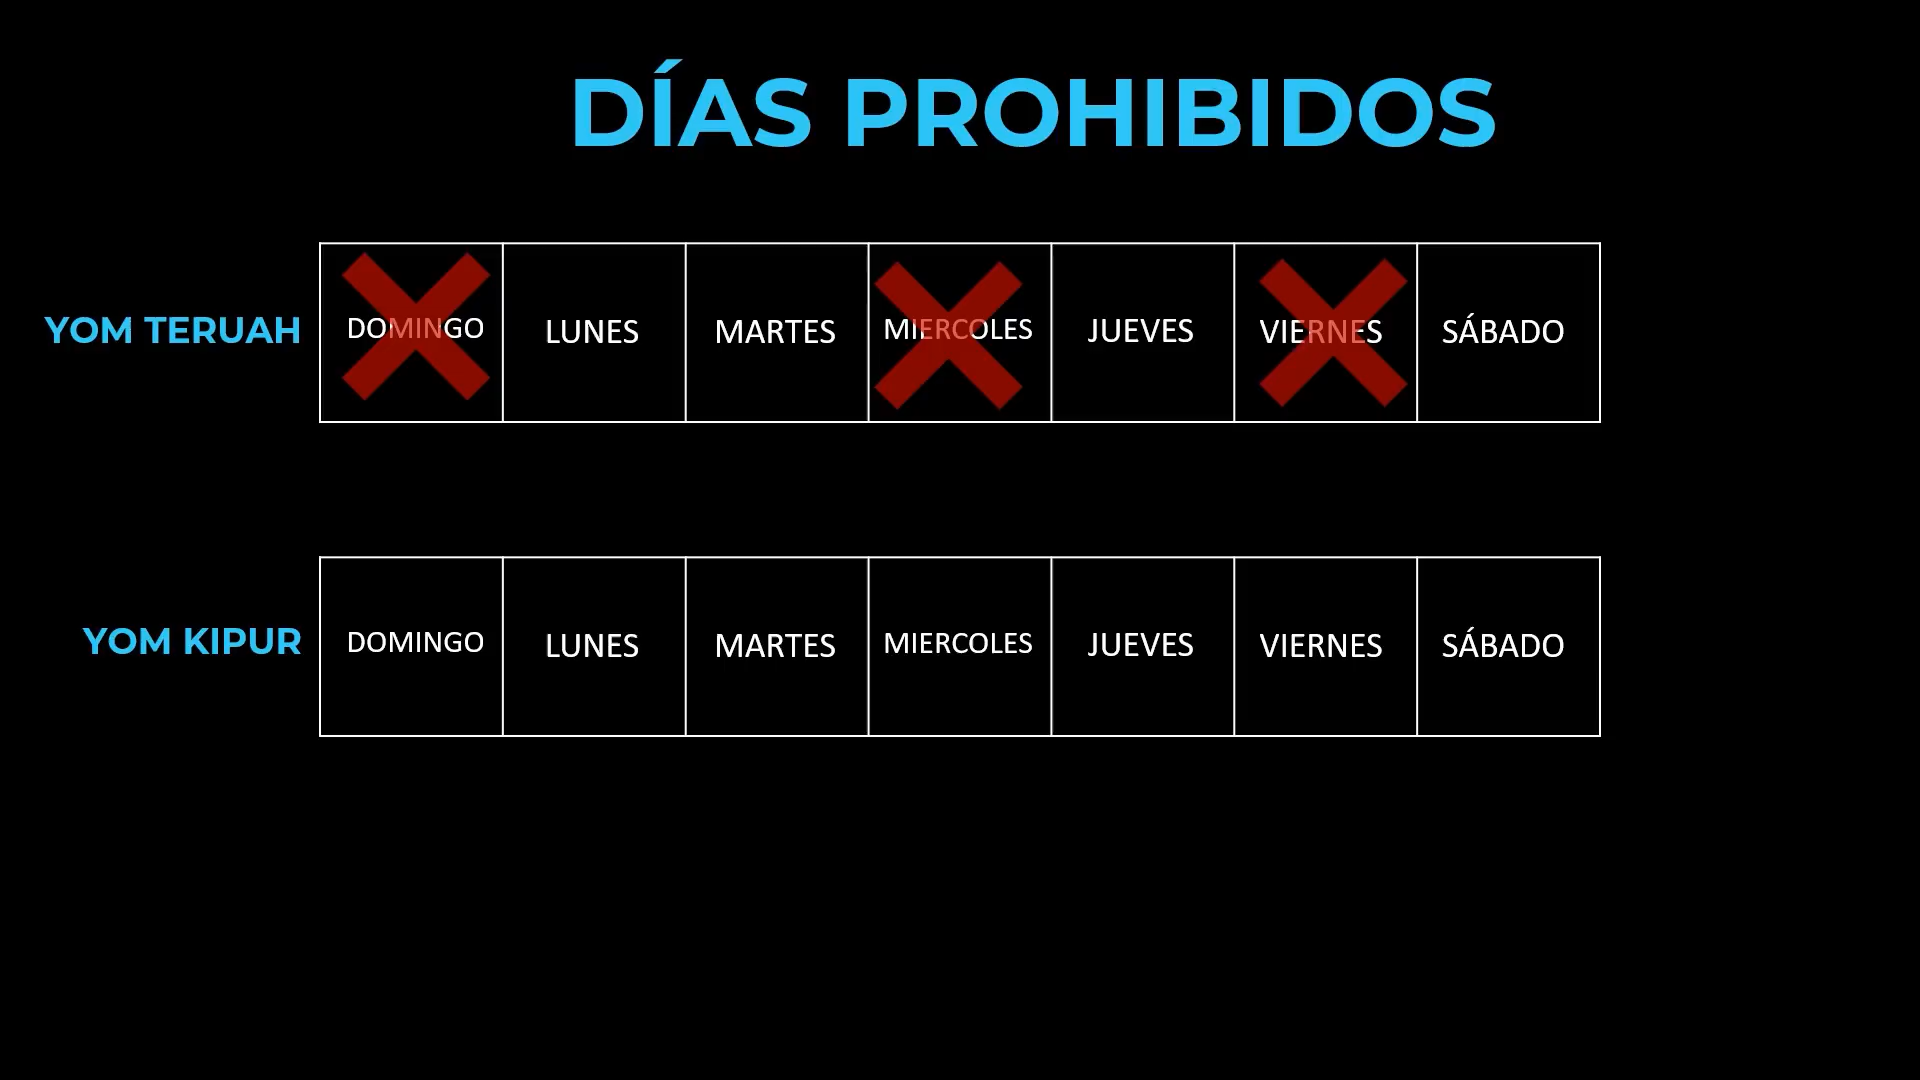 DÍAS PROHIBIDOS
YOM TERUAH DOMINGO LUNES MARTES MIERCOLES JUEVES VIERNES SÁBADO
YOM KIPUR DOMINGO LUNES MARTES MIERCOLES JUEVES VIERNES SÁBADO